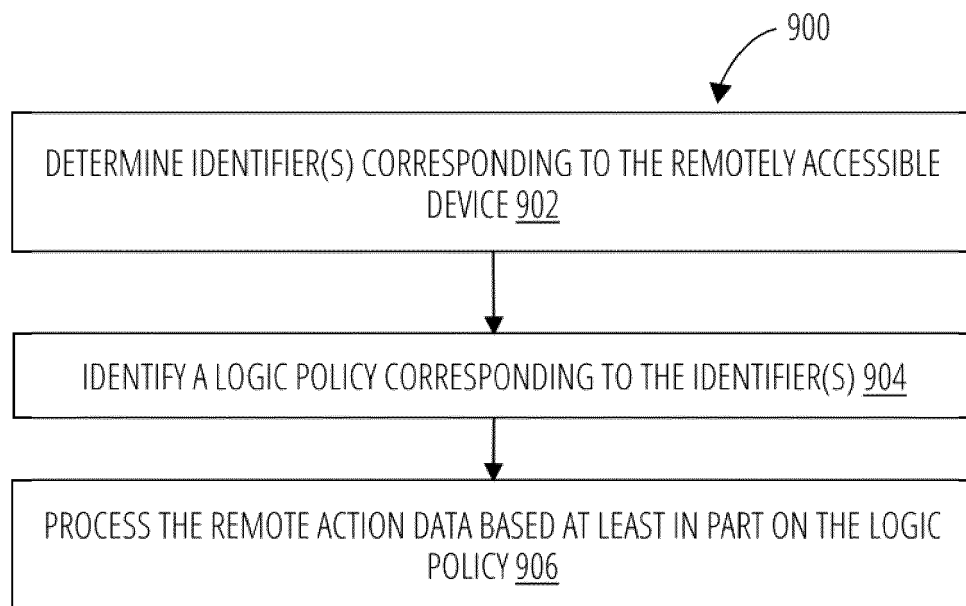 900
DETERMINE IDENTIFIER(S) CORRESPONDING TO THE REMOTELY ACCESSIBLE
DEVICE 902
IDENTIFY A LOGIC POLICY CORRESPONDING TO THE IDENTIFIER(S) 904
PROCESS THE REMOTE ACTION DATA BASED AT LEAST IN PART ON THE LOGIC
POLICY 906